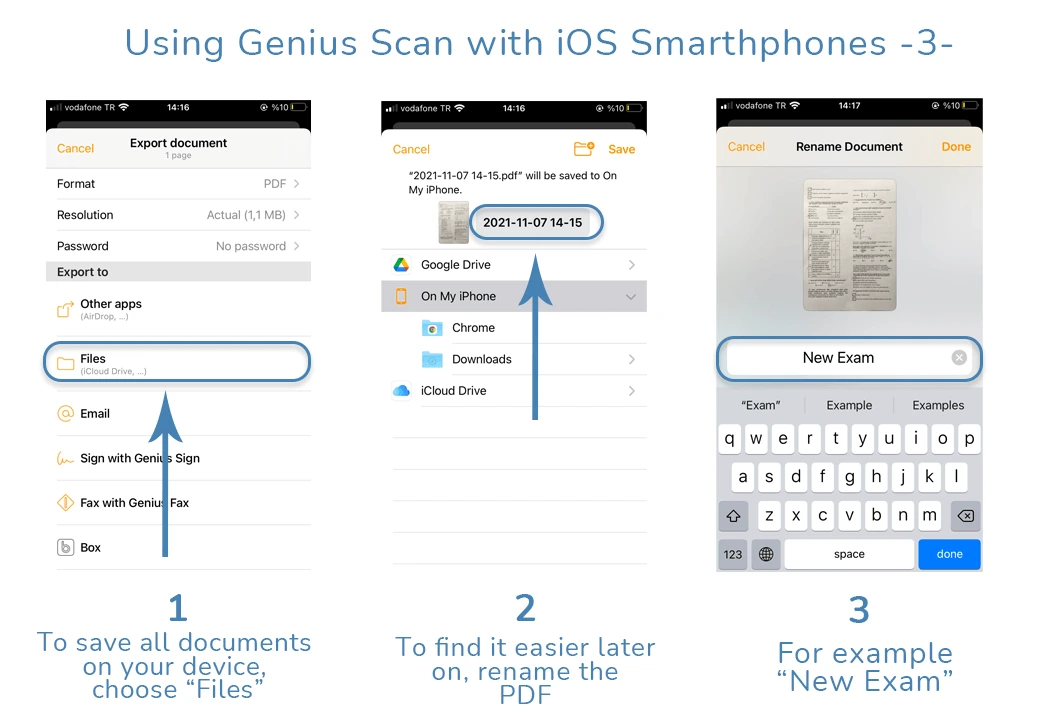 Using Genius Scan with iOS Smarthphones -3-
vodafone TR 14:16 %10
Cancel Export document
1 page
Format PDF
Resolution Actual (1,1 MB)
Password No password
Export to
Other apps
(AirDrop, ...)
Files
(iCloud Drive, ...)
Email
Sign with Genius Sign
Fax with Genius Fax
Box
1
To save all documents
on your device,
choose “Files”
vodafone TR 14:16 %10
Cancel Save
“2021-11-07 14-15.pdf” will be saved to On
My iPhone.
2021-11-07 14-15
Google Drive
On My iPhone
Chrome
Downloads
iCloud Drive
2
To find it easier later
on, rename the
PDF
vodafone TR 14:17 %10
Cancel Rename Document Done
New Exam
“Exam” Example Examples
q w e r t y u i o p
a s d f g h j k l
z x c v b n m
123 space done
3
For example
“New Exam”